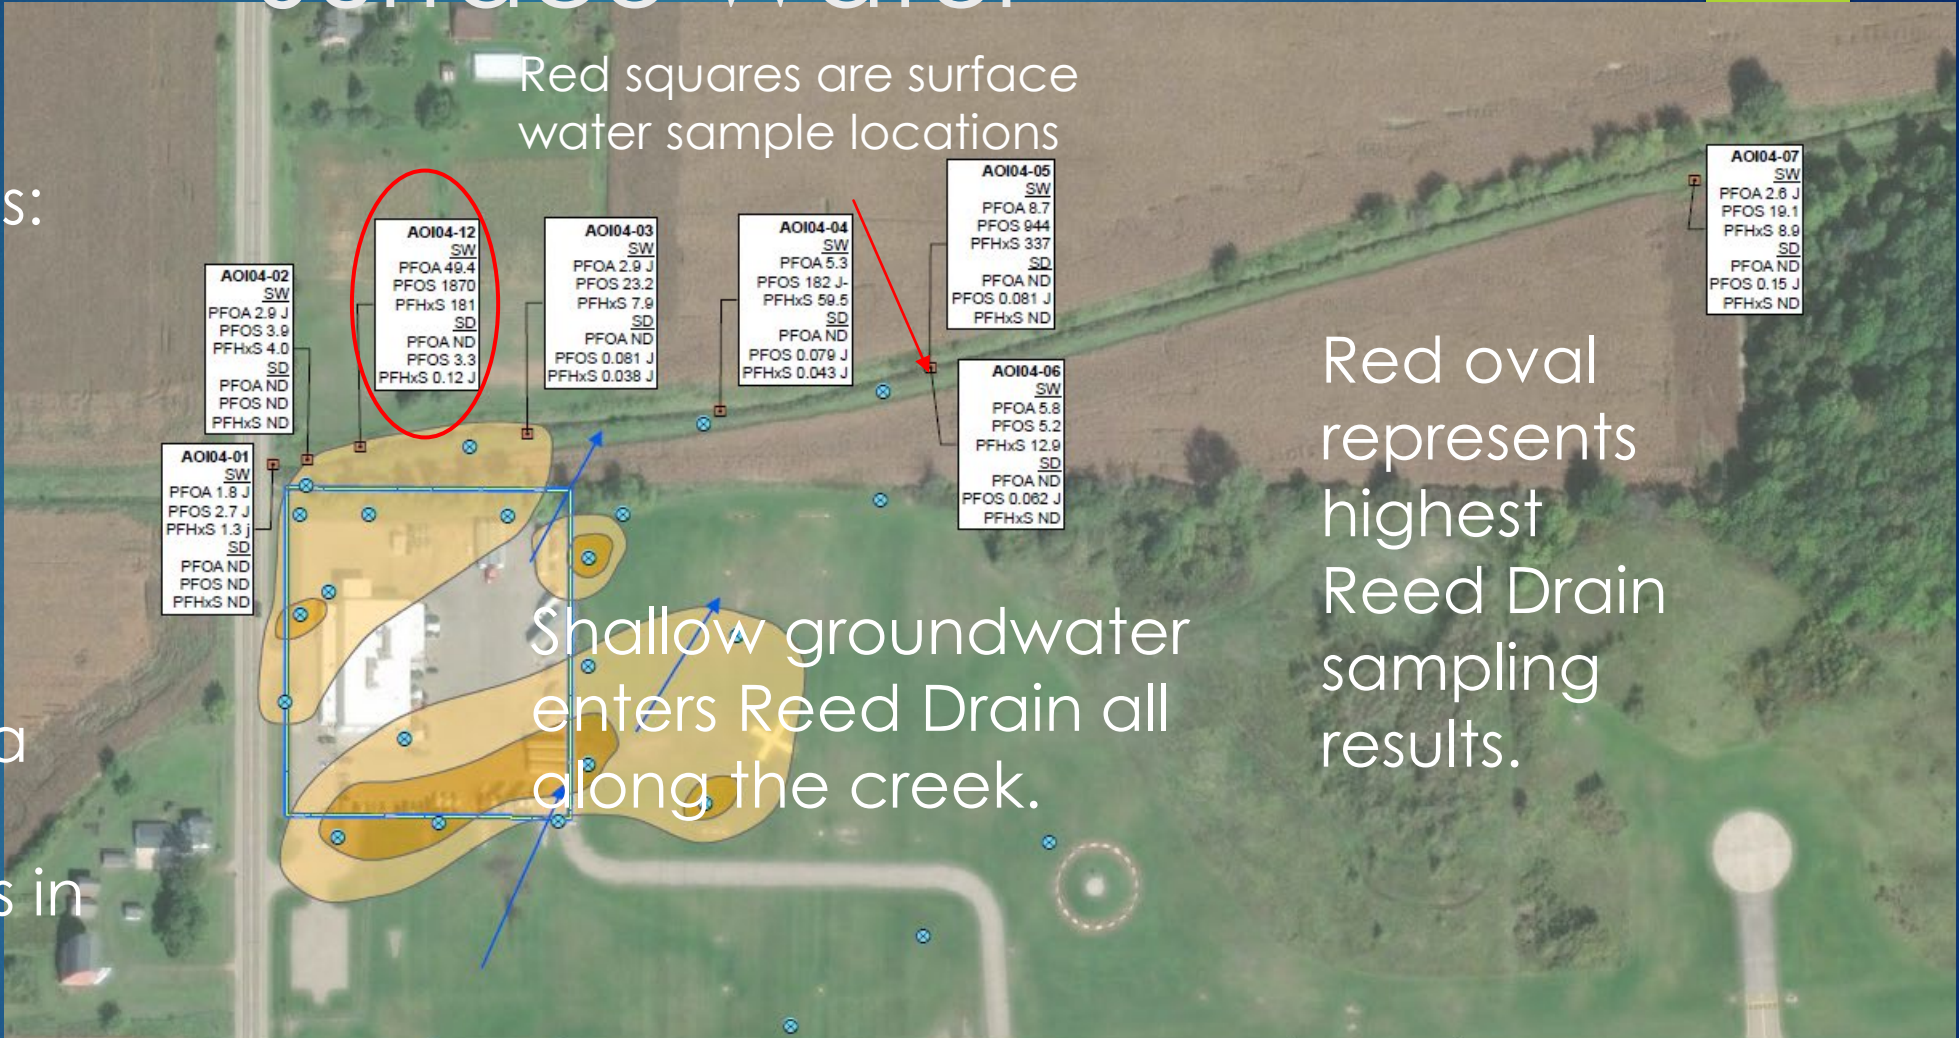 Surface Water
Red squares are surface
water sample locations
s:
a
s in
AOI04-02
SW
PFOA 2.9 J
PFOS 3.9
PFHxS 4.0
SD
PFOA ND
PFOS ND
PFHxS ND
AOI04-01
SW
PFOA 1.8 J
PFOS 2.7 J
PFHxS 1.3 j
SD
PFOA ND
PFOS ND
PFHxS ND
AOI04-12
SW
PFOA 49.4
PFOS 1870
PFHxS 181
SD
PFOA ND
PFOS 3.3
PFHxS 0.12 J
AOI04-03
SW
PFOA 2.9 J
PFOS 23.2
PFHxS 7.9
SD
PFOA ND
PFOS 0.081 J
PFHxS 0.038 J
AOI04-04
SW
PFOA 5.3
PFOS 182 J-
PFHxS 59.5
SD
PFOA ND
PFOS 0.079 J
PFHxS 0.043 J
AOI04-05
SW
PFOA 8.7
PFOS 944
PFHxS 337
SD
PFOA ND
PFOS 0.081 J
PFHxS ND
AOI04-06
SW
PFOA 5.8
PFOS 5.2
PFHxS 12.9
SD
PFOA ND
PFOS 0.062 J
PFHxS ND
AOI04-07
SW
PFOA 2.6 J
PFOS 19.1
PFHxS 8.9
SD
PFOA ND
PFOS 0.15 J
PFHxS ND
Shallow groundwater
enters Reed Drain all
along the creek.
Red oval
represents
highest
Reed Drain
sampling
results.